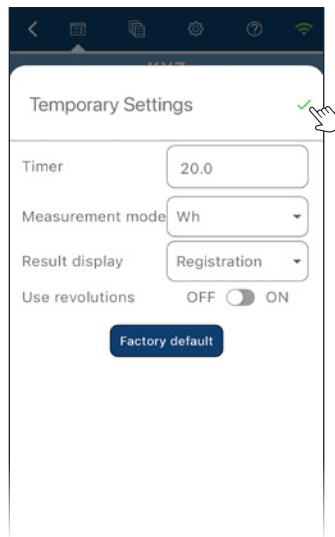 Temporary Settings
Timer 20.0
Measurement mode Wh
Result display Registration
Use revolutions OFF ON
Factory default